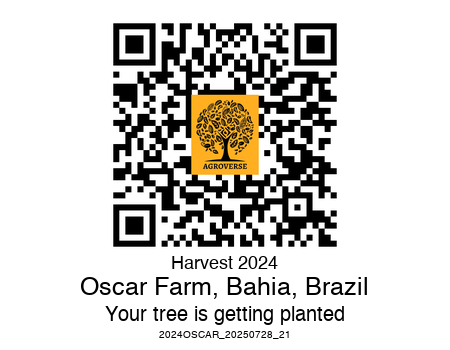 AGROVERSE
Harvest 2024
Oscar Farm, Bahia, Brazil
Your tree is getting planted
2024OSCAR_20250728_21